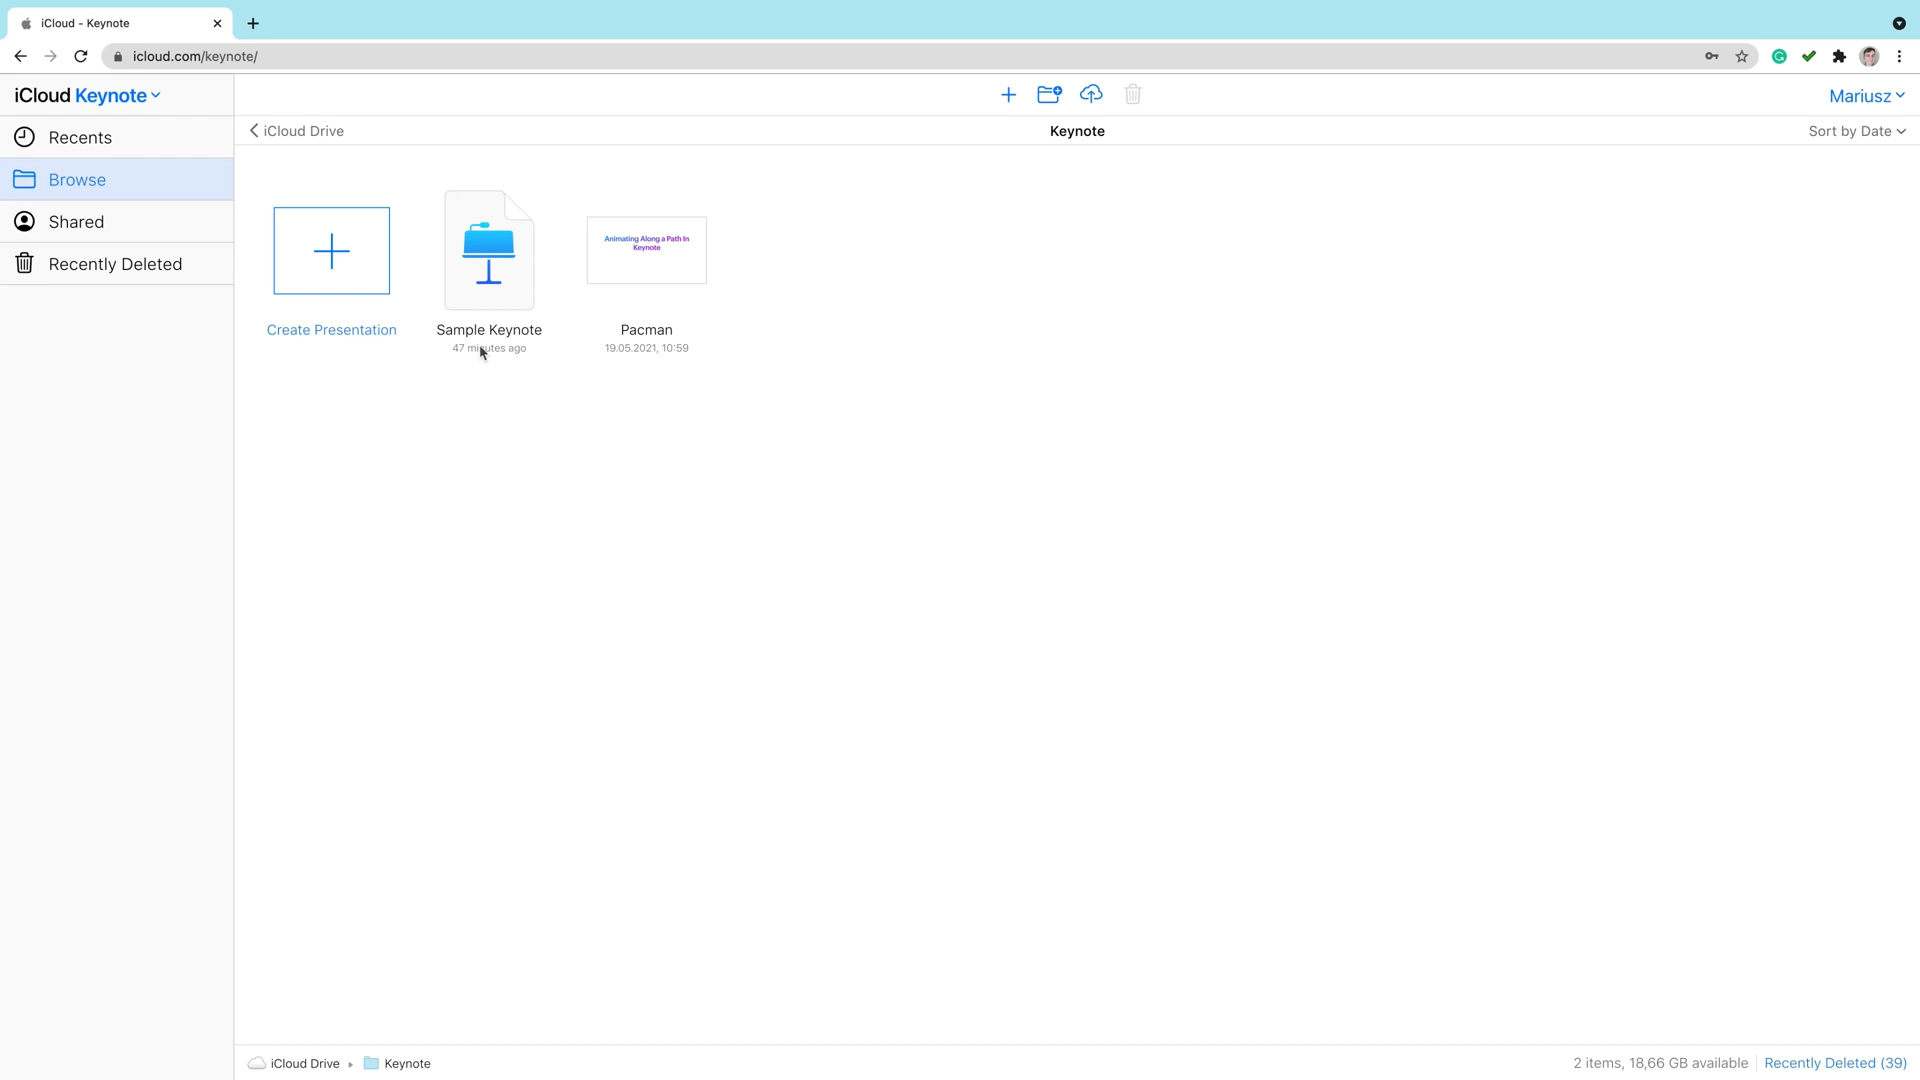 iCloud - Keynote
icloud.com/keynote/
iCloud Keynote
Mariusz
Recents
Browse
Shared
Recently Deleted
iCloud Drive
Keynote
Sort by Date
Animating Along a Path In
Keynote
Create Presentation
Sample Keynote
Pacman
47 minutes ago
19.05.2021, 10:59
iCloud Drive
Keynote
2 items, 18,66 GB available
Recently Deleted (39)